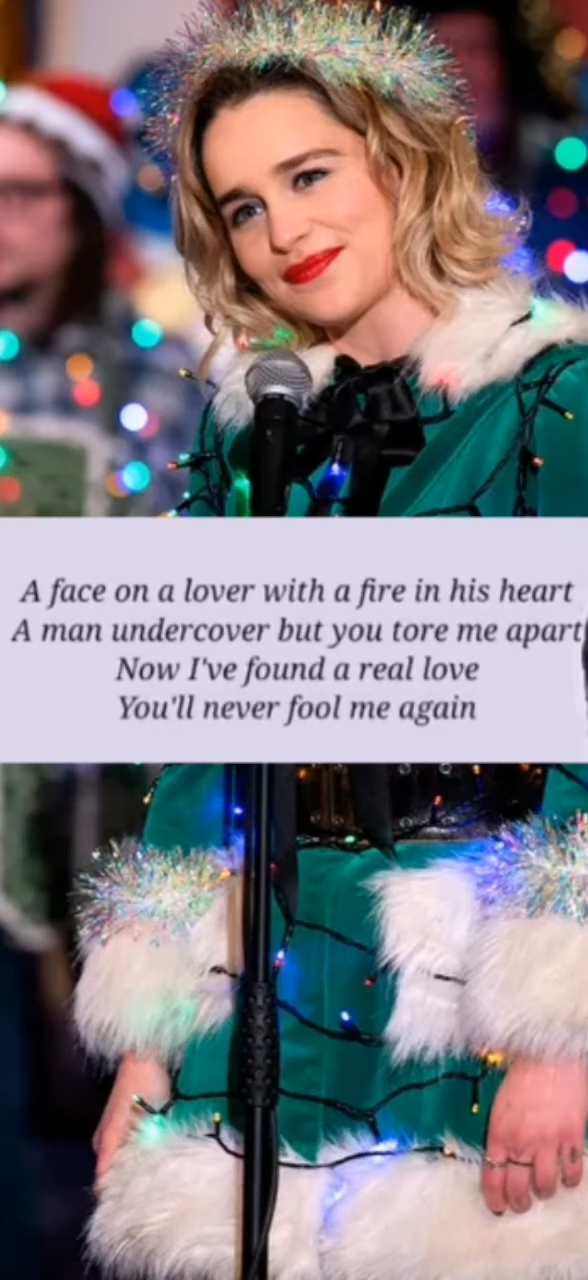 A face on a lover with a fire in his heart
A man undercover but you tore me apart
Now I've found a real love
You'll never fool me again